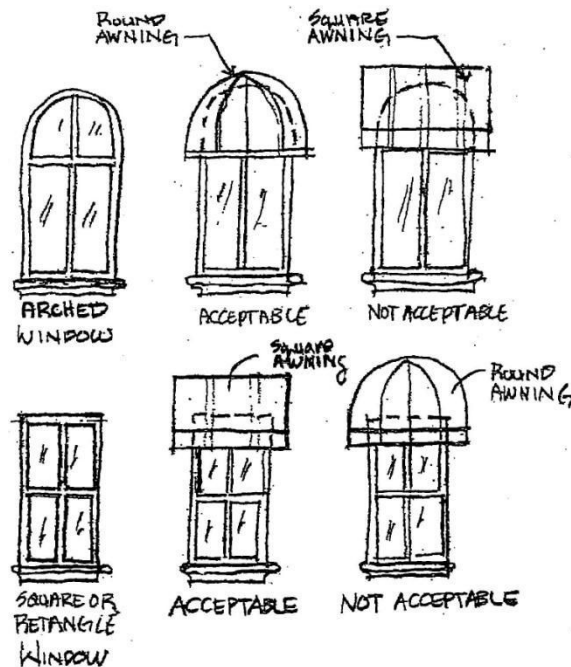 ROUND
AWNING
SQUARE
AWNING
ARCHED
WINDOW
ACCEPTABLE
NOT ACCEPTABLE
SQUARE
AWNING
ROUND
AWNING
SQUARE OR
RETANGLE
WINDOW
ACCEPTABLE
NOT ACCEPTABLE